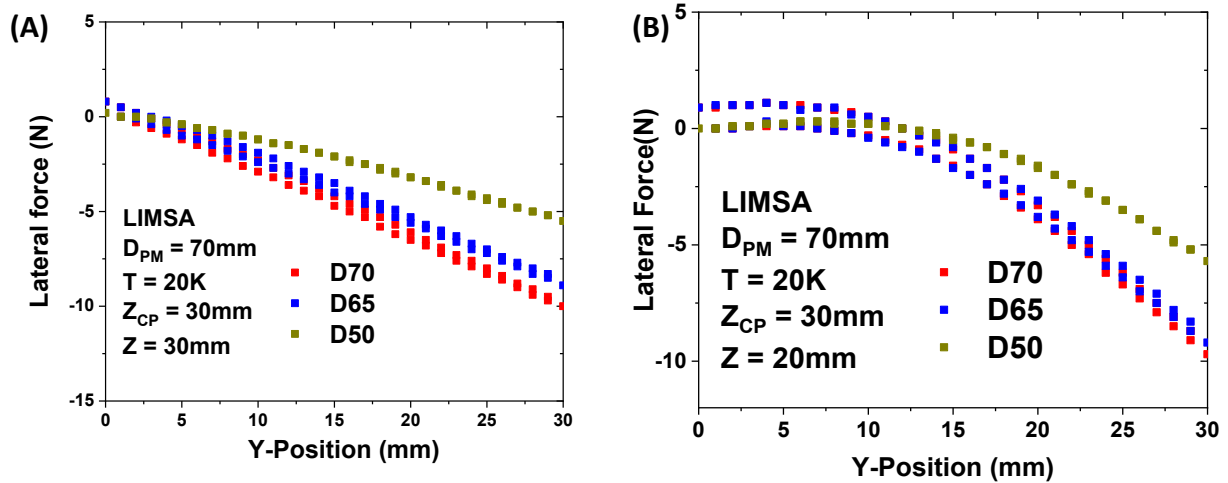 (A)
5
0
-5
-10
-15
Lateral force (N)
LIMSA
D_PM = 70mm
T = 20K
Z_CP = 30mm
Z = 30mm
D70
D65
D50
0 5 10 15 20 25 30
Y-Position (mm)
(B)
5
0
-5
-10
Lateral Force(N)
LIMSA
D_PM = 70mm
T = 20K
Z_CP = 30mm
Z = 20mm
D70
D65
D50
0 5 10 15 20 25 30
Y-Position (mm)